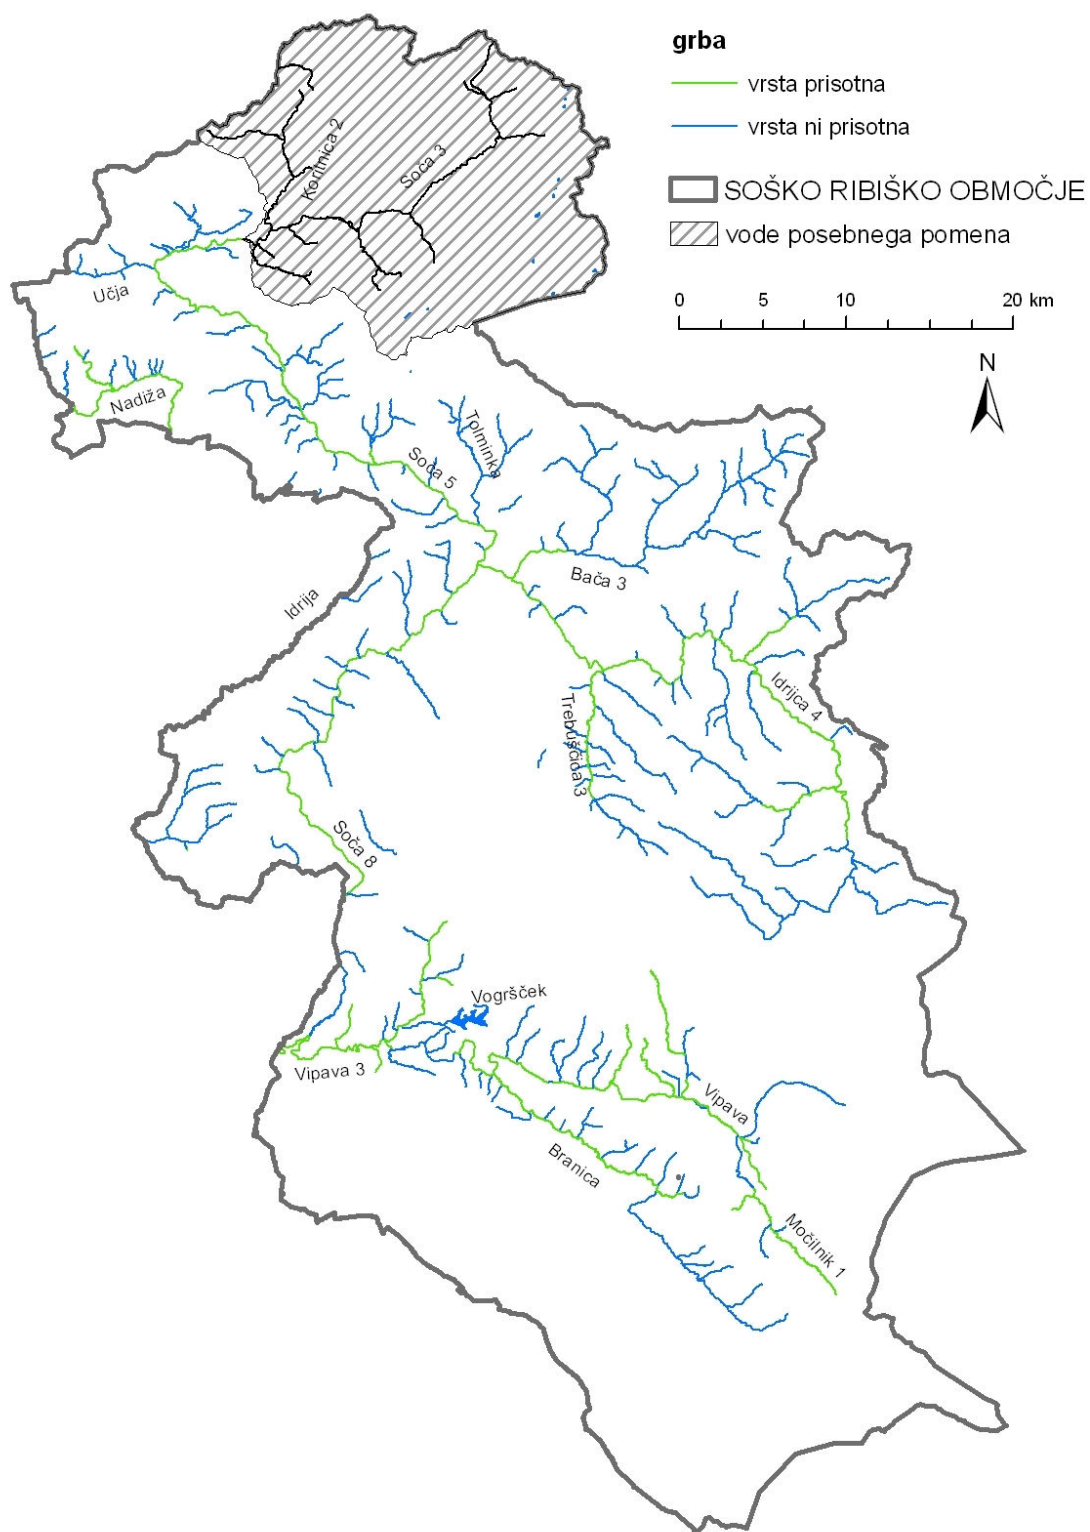 grba
vrsta prisotna
vrsta ni prisotna
SOŠKO RIBIŠKO OBMOČJE
vode posebnega pomena
0 5 10 20 km
N
Koritnica 2
Soča 3
Učja
Nadiža
Soča 5
Tolminka
Bača 3
Idrija
Idrijca 4
Trebuščica 3
Soča 8
Vogršček
Vipava 3
Vipava
Branica
Močilnik 1